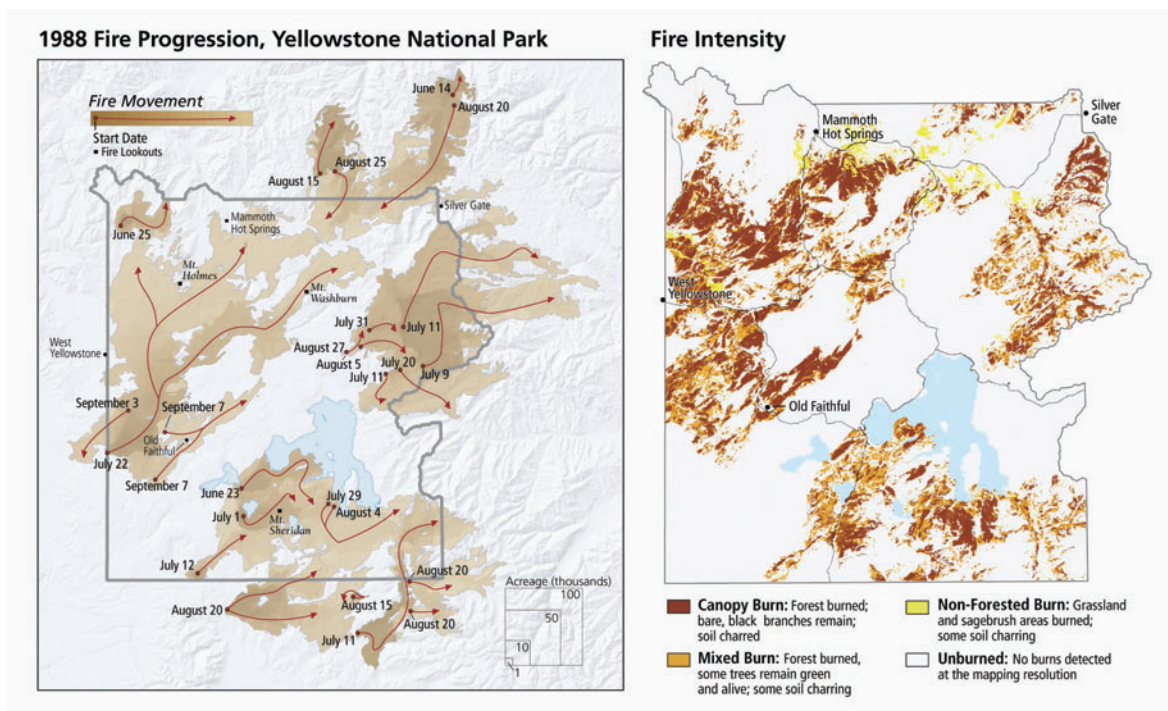 1988 Fire Progression, Yellowstone National Park
Fire Movement
Start Date
Fire Lookouts
June 14
August 20
August 25
August 15
Silver Gate
June 25
Mammoth
Hot Springs
Mt.
Holmes
Mt.
Washburn
West
Yellowstone
July 31
July 11
August 27
August 5
July 20
July 11
July 9
September 3
September 7
Old
Faithful
July 22
September 7
June 23
July 29
August 4
July 1
Mt.
Sheridan
July 12
August 20
August 20
August 15
August 20
July 11
Acreage (thousands)
100
50
10
1
Fire Intensity
Silver
Gate
Mammoth
Hot Springs
West
Yellowstone
Old Faithful
Canopy Burn: Forest burned;
bare, black branches remain;
soil charred
Mixed Burn: Forest burned,
some trees remain green
and alive; some soil charring
Non-Forested Burn: Grassland
and sagebrush areas burned;
some soil charring
Unburned: No burns detected
at the mapping resolution